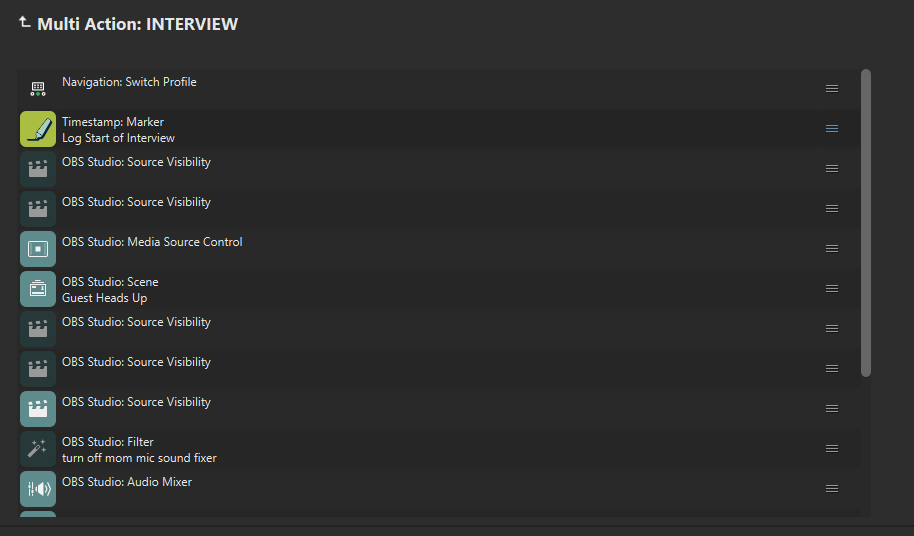 Multi Action: INTERVIEW
Navigation: Switch Profile
Timestamp: Marker
Log Start of Interview
OBS Studio: Source Visibility
OBS Studio: Source Visibility
OBS Studio: Media Source Control
OBS Studio: Scene
Guest Heads Up
OBS Studio: Source Visibility
OBS Studio: Source Visibility
OBS Studio: Source Visibility
OBS Studio: Filter
turn off mom mic sound fixer
OBS Studio: Audio Mixer